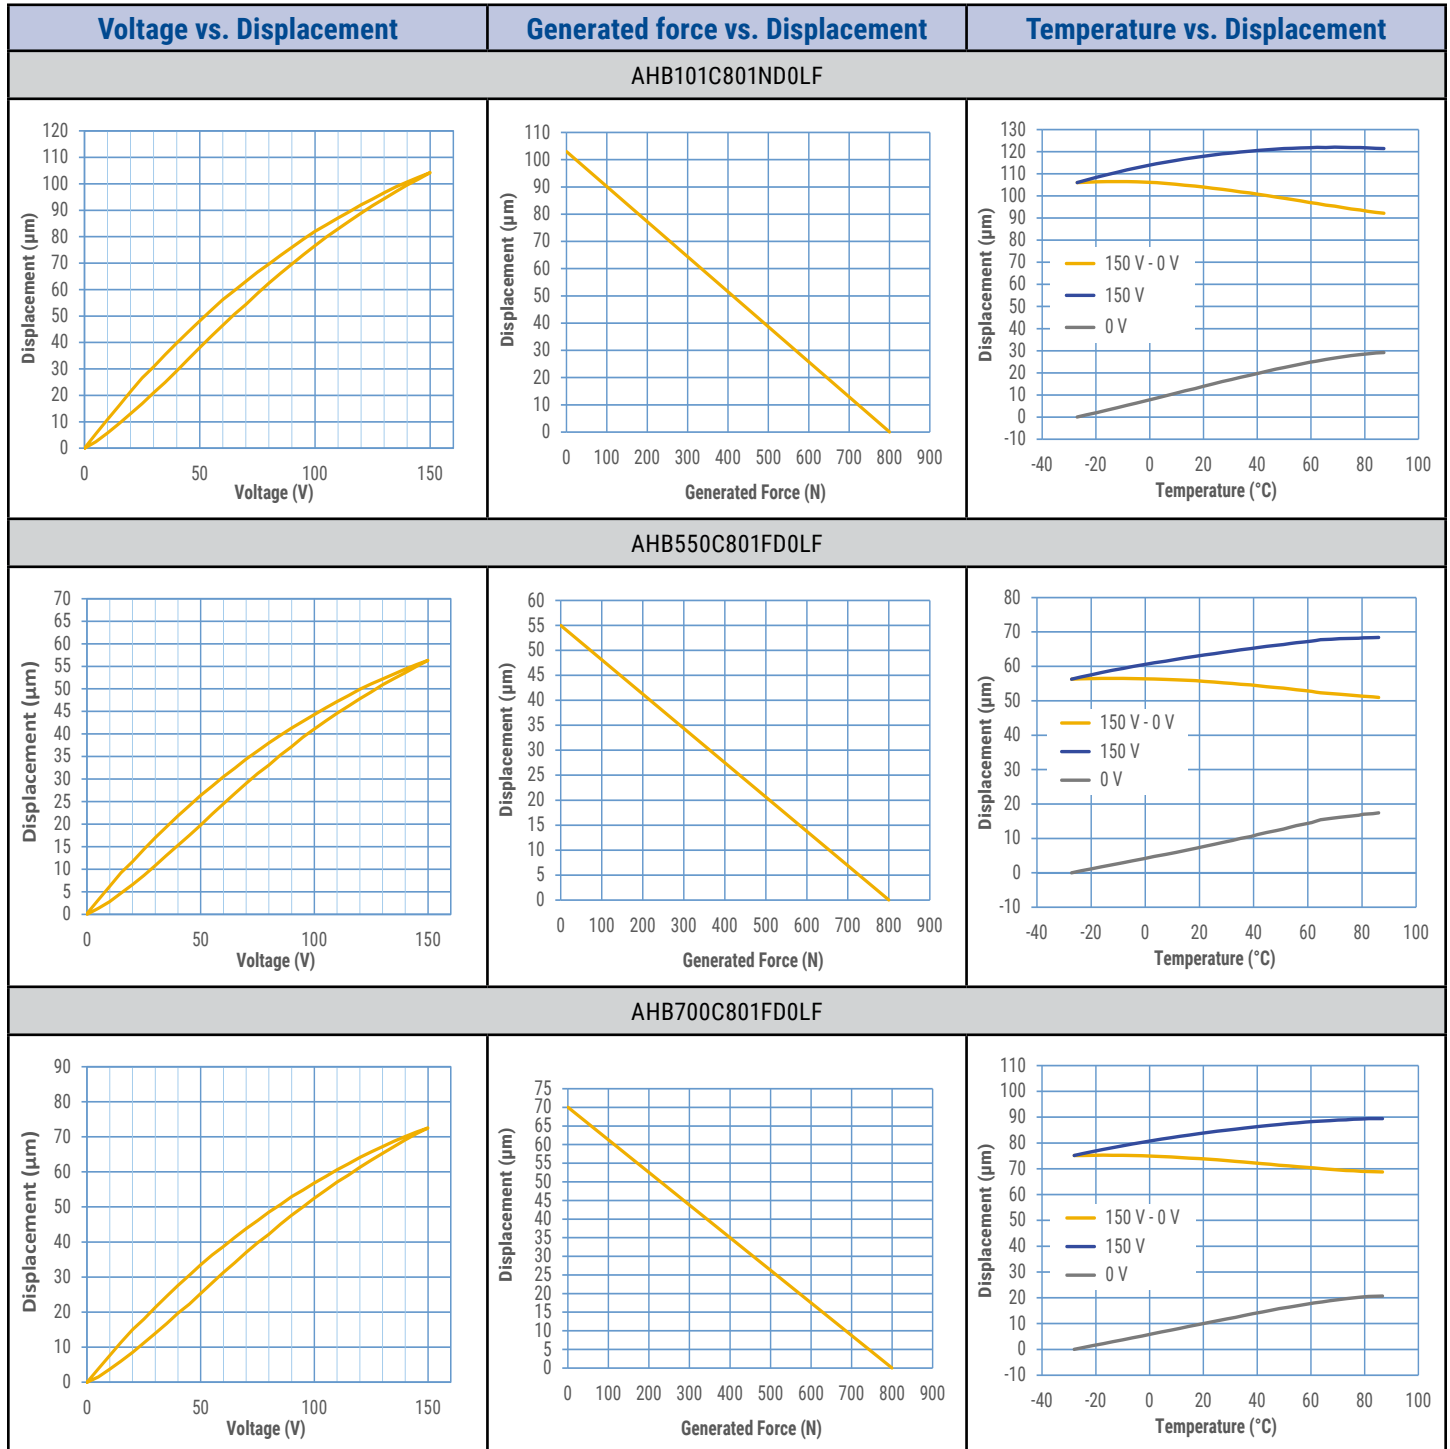 Voltage vs. Displacement
Generated force vs. Displacement
Temperature vs. Displacement
AHB101C801ND0LF
120
110
100
90
80
70
60
50
40
30
20
10
0
Displacement (μm)
0 50 100 150
Voltage (V)
110
100
90
80
70
60
50
40
30
20
10
0
Displacement (μm)
0 100 200 300 400 500 600 700 800 900
Generated Force (N)
130
120
110
100
90
80
70
60
50
40
30
20
10
0
-10
Displacement (μm)
150 V - 0 V
150 V
0 V
-40 -20 0 20 40 60 80 100
Temperature (°C)
AHB550C801FD0LF
70
65
60
55
50
45
40
35
30
25
20
15
10
5
0
Displacement (μm)
0 50 100 150
Voltage (V)
60
55
50
45
40
35
30
25
20
15
10
5
0
Displacement (μm)
0 100 200 300 400 500 600 700 800 900
Generated Force (N)
80
70
60
50
40
30
20
10
0
-10
Displacement (μm)
150 V - 0 V
150 V
0 V
-40 -20 0 20 40 60 80 100
Temperature (°C)
AHB700C801FD0LF
90
80
70
60
50
40
30
20
10
0
Displacement (μm)
0 50 100 150
Voltage (V)
75
70
65
60
55
50
45
40
35
30
25
20
15
10
5
0
Displacement (μm)
0 100 200 300 400 500 600 700 800 900
Generated Force (N)
110
100
90
80
70
60
50
40
30
20
10
0
-10
Displacement (μm)
150 V - 0 V
150 V
0 V
-40 -20 0 20 40 60 80 100
Temperature (°C)